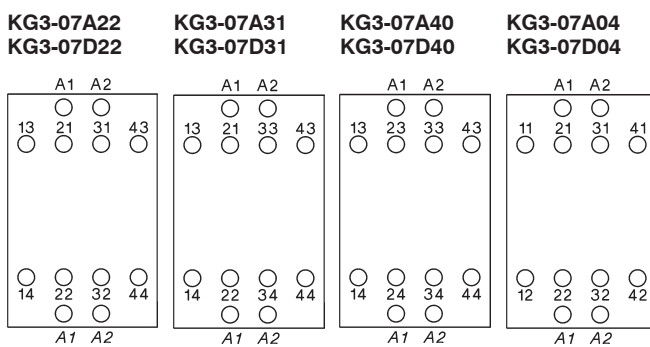 KG3-07A22 KG3-07A31 KG3-07A40 KG3-07A04
KG3-07D22 KG3-07D31 KG3-07D40 KG3-07D04
A1 A2 A1 A2 A1 A2 A1 A2
13 21 31 43 13 21 33 43 13 23 33 43 11 21 31 41
14 22 32 44 14 22 34 44 14 24 34 44 12 22 32 42
A1 A2 A1 A2 A1 A2 A1 A2